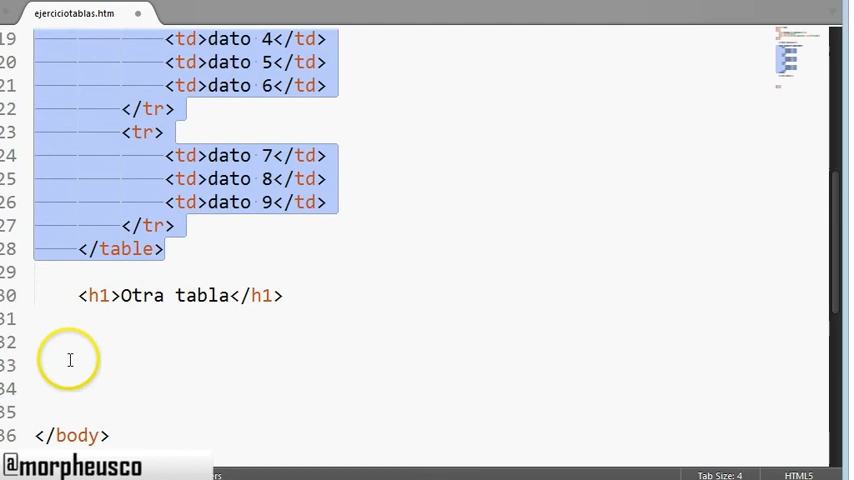 ejerciciotablas.htm
19 <td>dato 4</td>
20 <td>dato 5</td>
21 <td>dato 6</td>
22 </tr>
23 <tr>
24 <td>dato 7</td>
25 <td>dato 8</td>
26 <td>dato 9</td>
27 </tr>
28 </table>
29
30 <h1>Otra tabla</h1>
31
32
33
34
35
36 </body>
@morpheusco
Tab Size: 4 HTML5